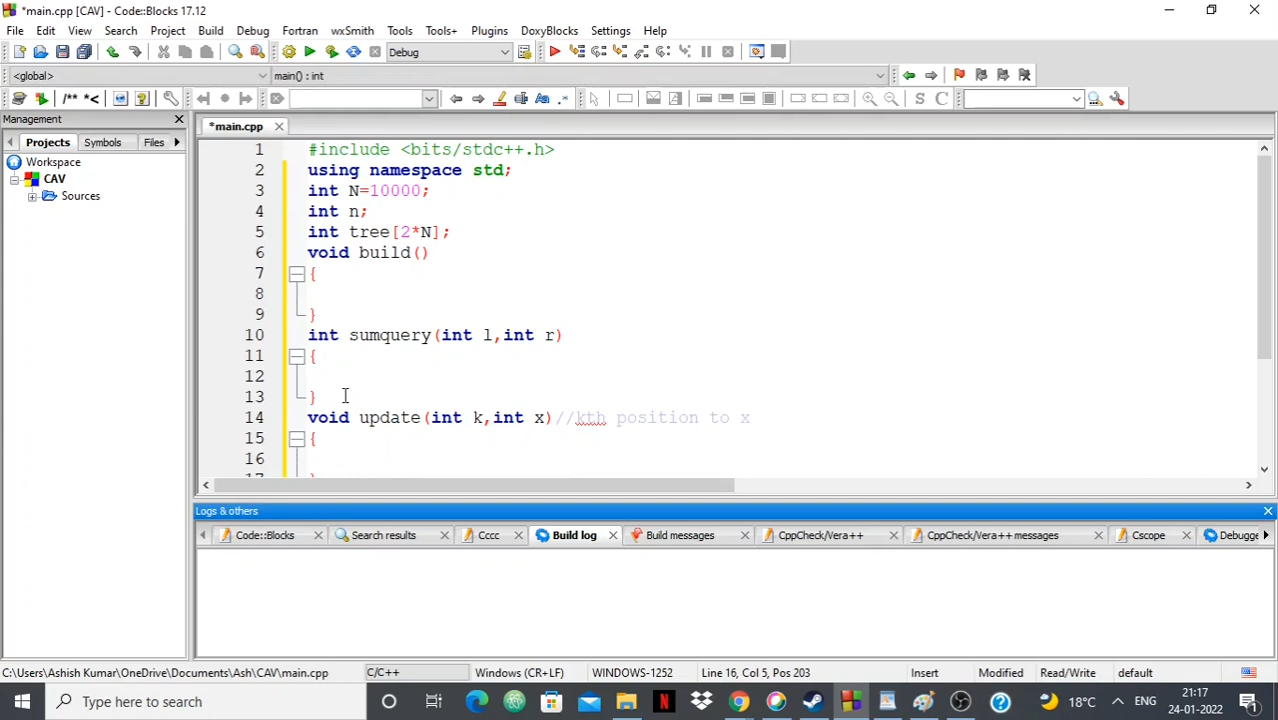 *main.cpp [CAV] - Code::Blocks 17.12
File Edit View Search Project Build Debug Fortran wxSmith Tools Tools+ Plugins DoxyBlocks Settings Help
Debug
<global> main() : int
/** *<
S C
Management
*main.cpp
Projects Symbols Files
Workspace
CAV
Sources
1 #include <bits/stdc++.h>
2 using namespace std;
3 int N=10000;
4 int n;
5 int tree[2*N];
6 void build()
7 {
8
9 }
10 int sumquery(int l,int r)
11 {
12
13 }
14 void update(int k,int x)//kth position to x
15 {
16
17 }
Logs & others
Code::Blocks Search results Cccc Build log Build messages CppCheck/Vera++ CppCheck/Vera++ messages Cscope Debugge
C:\Users\Ashish Kumar\OneDrive\Documents\Ash\CAV\main.cpp C/C++ Windows (CR+LF) WINDOWS-1252 Line 16, Col 5, Pos 203 Insert Modified Read/Write default
Type here to search
18°C ENG
21:17
24-01-2022
1